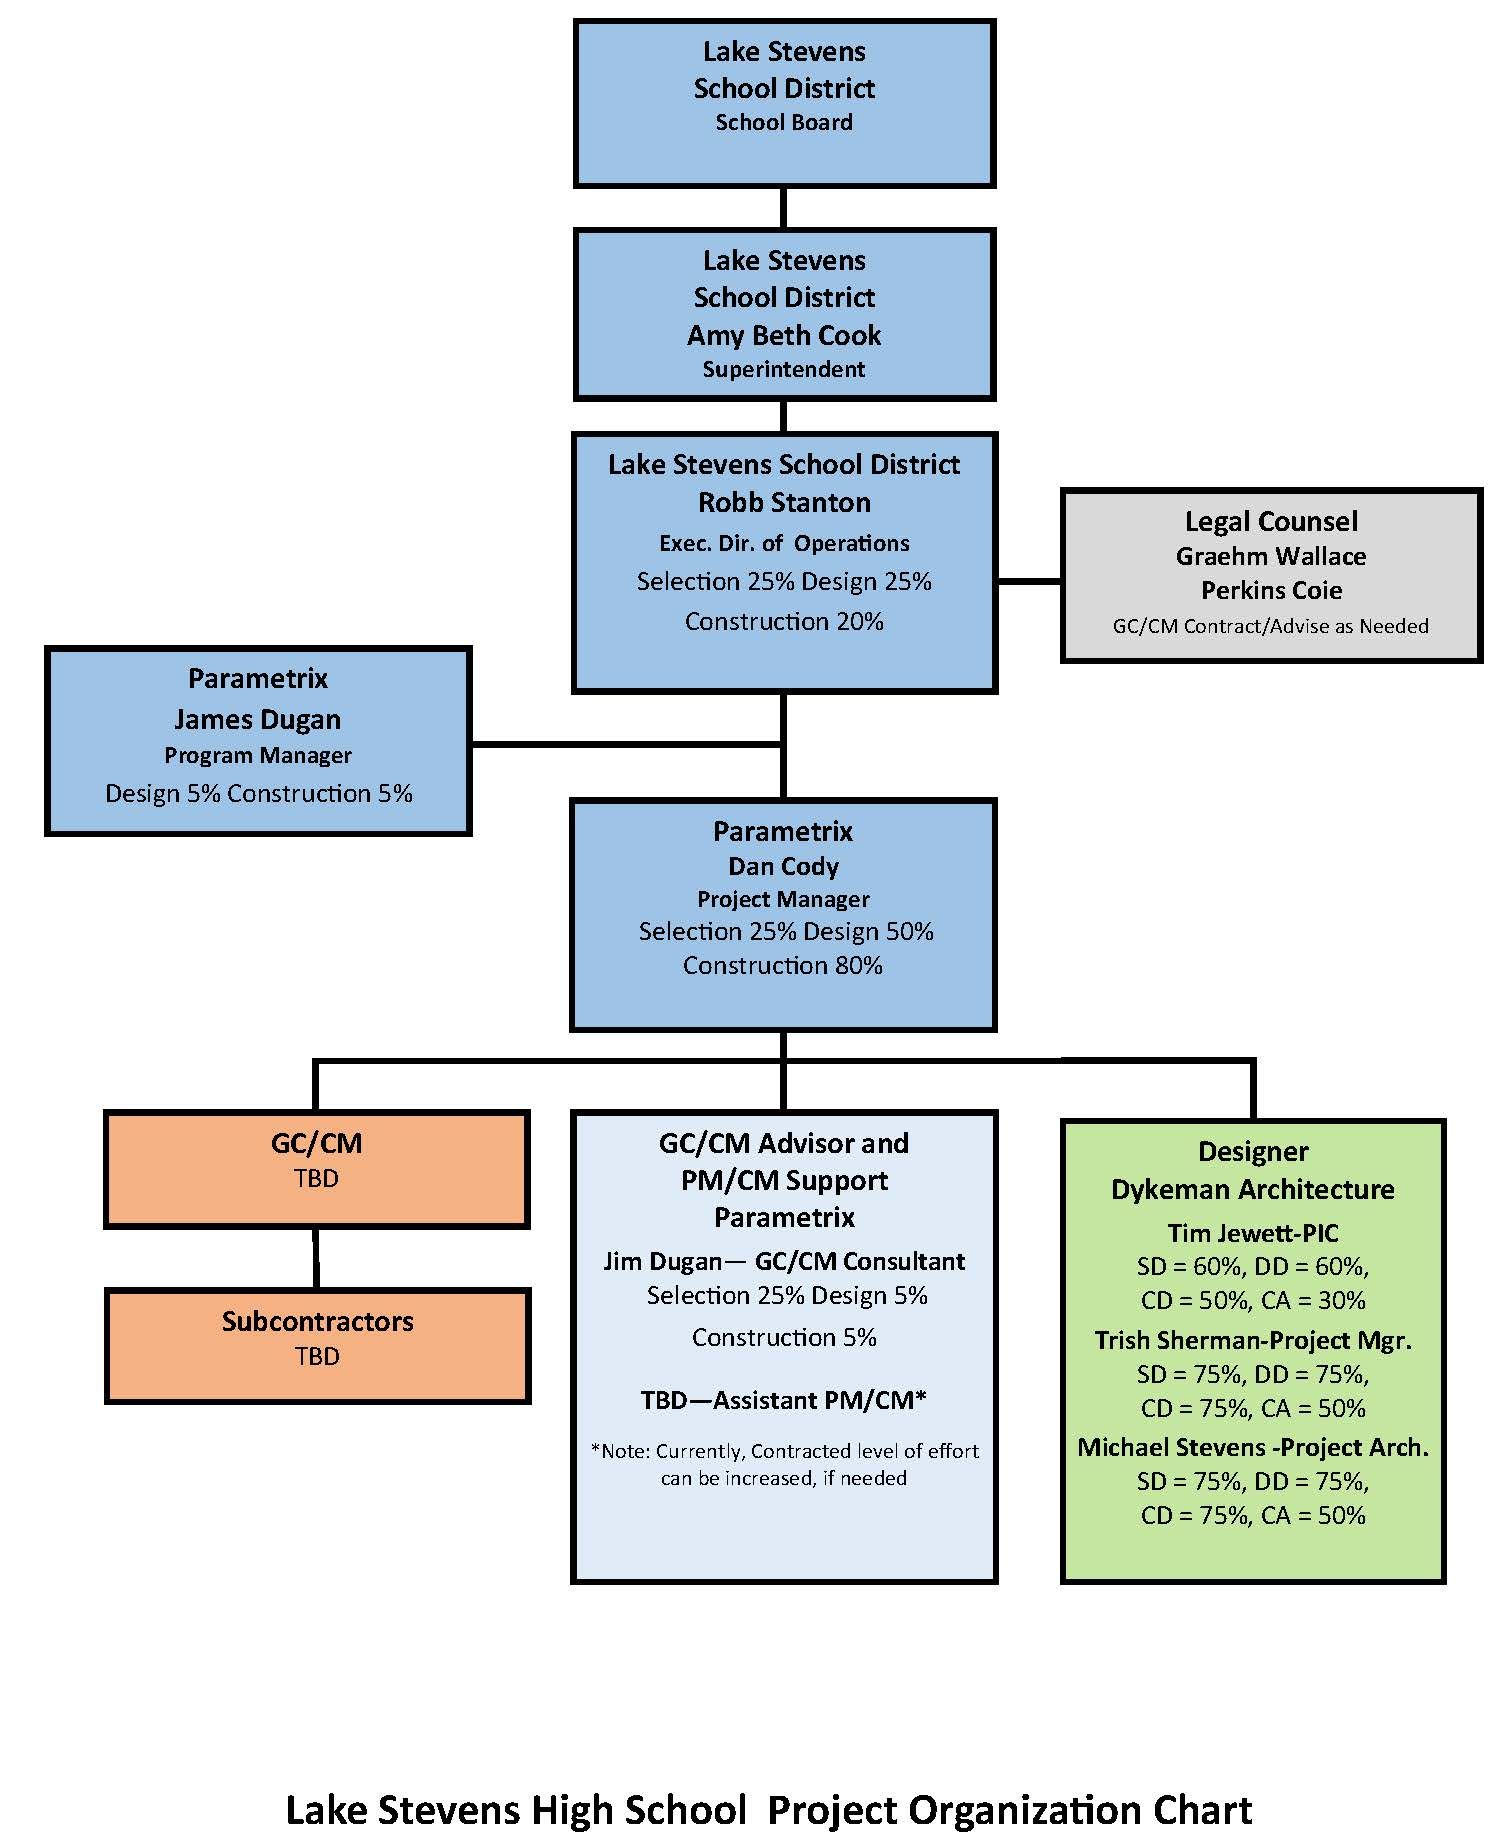 Lake Stevens
School District
School Board
Lake Stevens
School District
Amy Beth Cook
Superintendent
Lake Stevens School District
Robb Stanton
Exec. Dir. of Operations
Selection 25% Design 25%
Construction 20%
Legal Counsel
Graehm Wallace
Perkins Coie
GC/CM Contract/Advise as Needed
Parametrix
James Dugan
Program Manager
Design 5% Construction 5%
Parametrix
Dan Cody
Project Manager
Selection 25% Design 50%
Construction 80%
GC/CM
TBD
Subcontractors
TBD
GC/CM Advisor and
PM/CM Support
Parametrix
Jim Dugan— GC/CM Consultant
Selection 25% Design 5%
Construction 5%
TBD—Assistant PM/CM*
*Note: Currently, Contracted level of effort
can be increased, if needed
Designer
Dykeman Architecture
Tim Jewett-PIC
SD = 60%, DD = 60%,
CD = 50%, CA = 30%
Trish Sherman-Project Mgr.
SD = 75%, DD = 75%,
CD = 75%, CA = 50%
Michael Stevens -Project Arch.
SD = 75%, DD = 75%,
CD = 75%, CA = 50%
Lake Stevens High School  Project Organization Chart